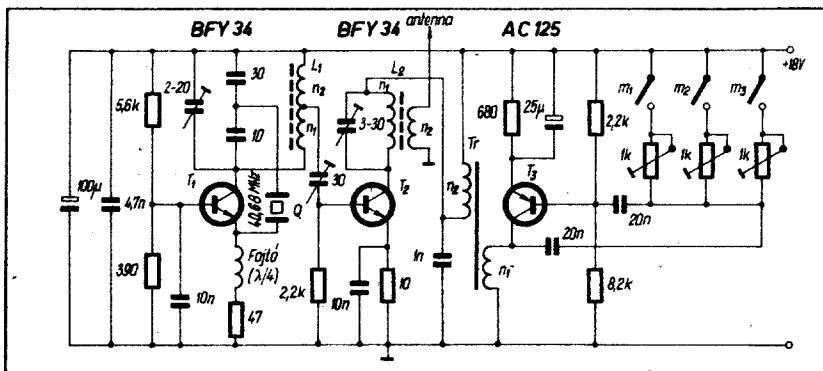 BFY 34
BFY 34
antenna
AC 125
+18V
30
L₁
n₂
n₁
L₂
n₁
n₂
2-20
5,6k
10
3-30
680
25µ
2,2k
m₁
m₂
m₃
1k
1k
1k
Tr
n₂
T₁
30
T₂
T₃
100µ
4,7n
40,68 MHz
Q
20n
20n
Fojtó
(λ/4)
1n
n₁
390
10n
47
2,2k
10n
10
8,2k